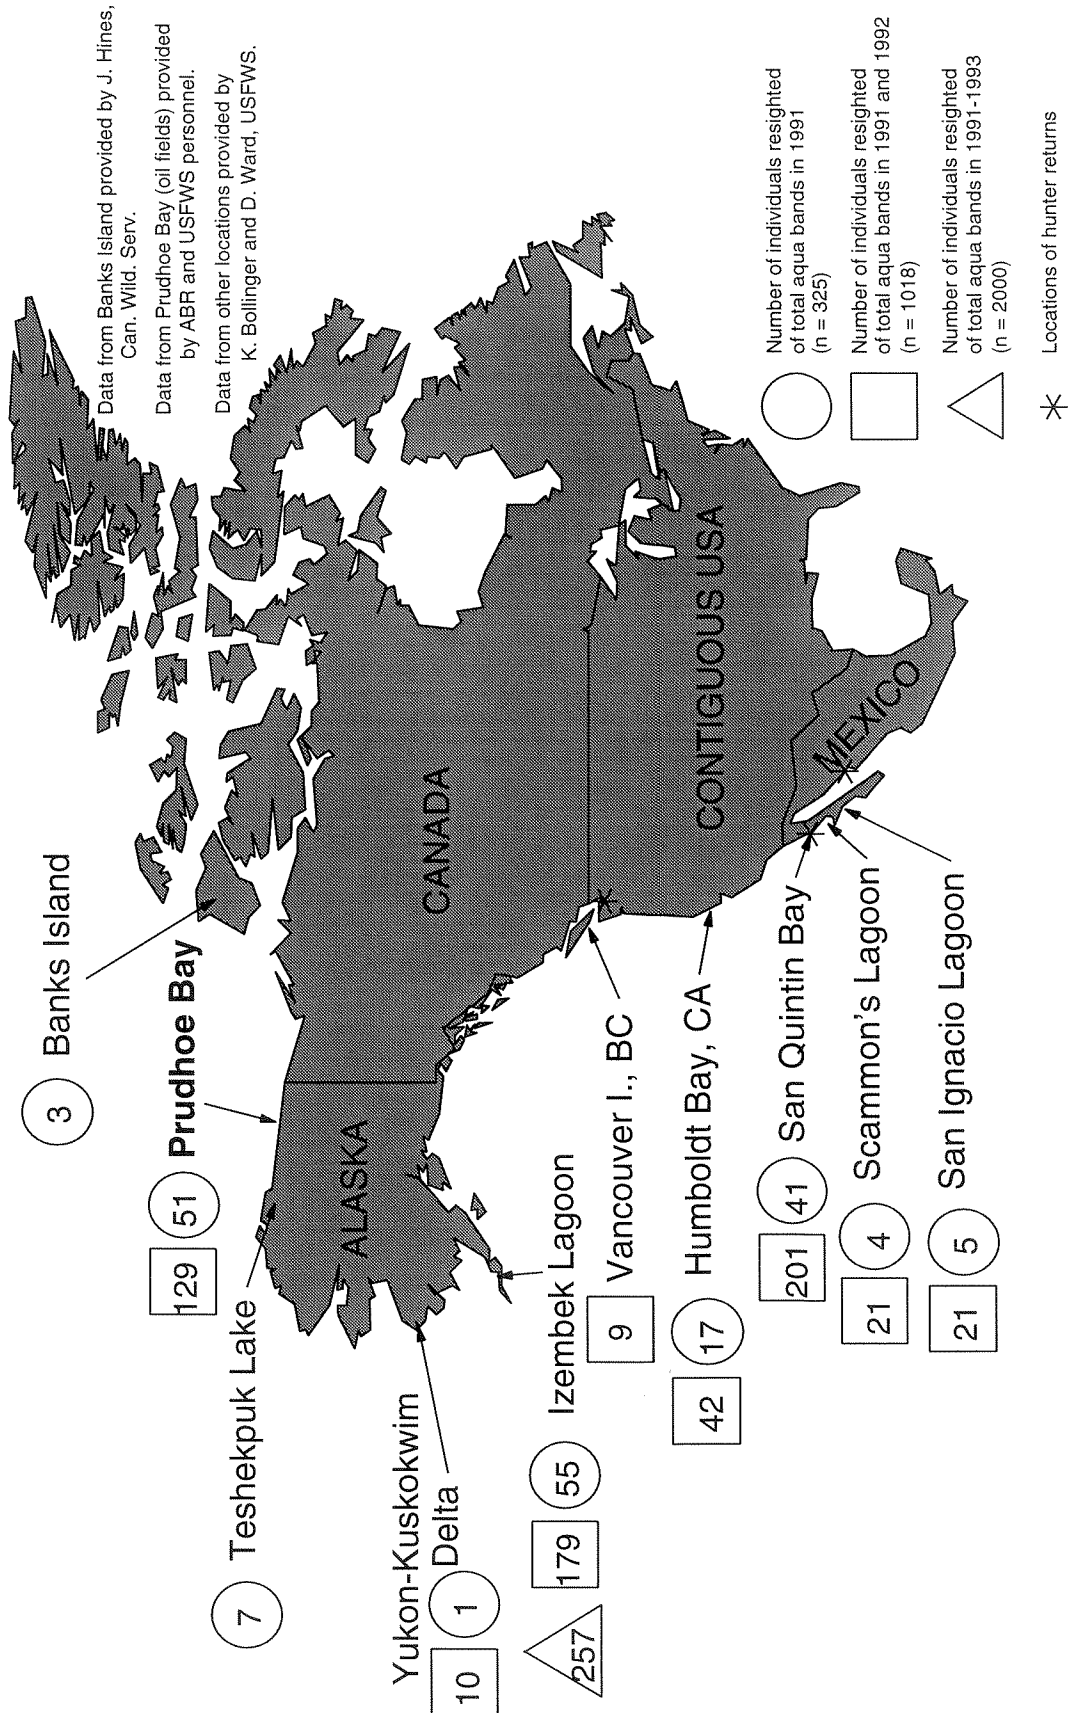 3
Banks Island
129
51
Prudhoe Bay
7
Teshekpuk Lake
Yukon-Kuskokwim
Delta
10
1
257
179
55
Izembek Lagoon
9
Vancouver I., BC
42
17
Humboldt Bay, CA
201
41
San Quintin Bay
21
4
Scammon's Lagoon
21
5
San Ignacio Lagoon
ALASKA
CANADA
CONTIGUOUS USA
MEXICO
Data from Banks Island provided by J. Hines,
Can. Wild. Serv.
Data from Prudhoe Bay (oil fields) provided
by ABR and USFWS personnel.
Data from other locations provided by
K. Bollinger and D. Ward, USFWS.
Number of individuals resighted
of total aqua bands in 1991
(n = 325)
Number of individuals resighted
of total aqua bands in 1991 and 1992
(n = 1018)
Number of individuals resighted
of total aqua bands in 1991-1993
(n = 2000)
Locations of hunter returns